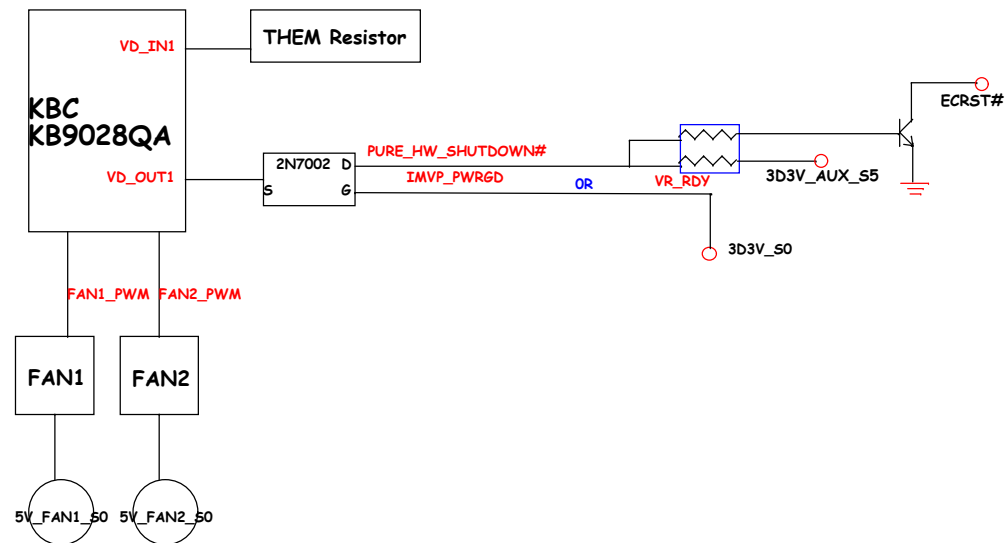 THEM Resistor
VD_IN1
KBC
KB9028QA
ECRST#
PURE_HW_SHUTDOWN#
2N7002 D
VD_OUT1
IMVP_PWRGD
OR
VR_RDY
3D3V_AUX_S5
S
G
3D3V_S0
FAN1_PWM
FAN2_PWM
FAN1
FAN2
5V_FAN1_S0
5V_FAN2_S0